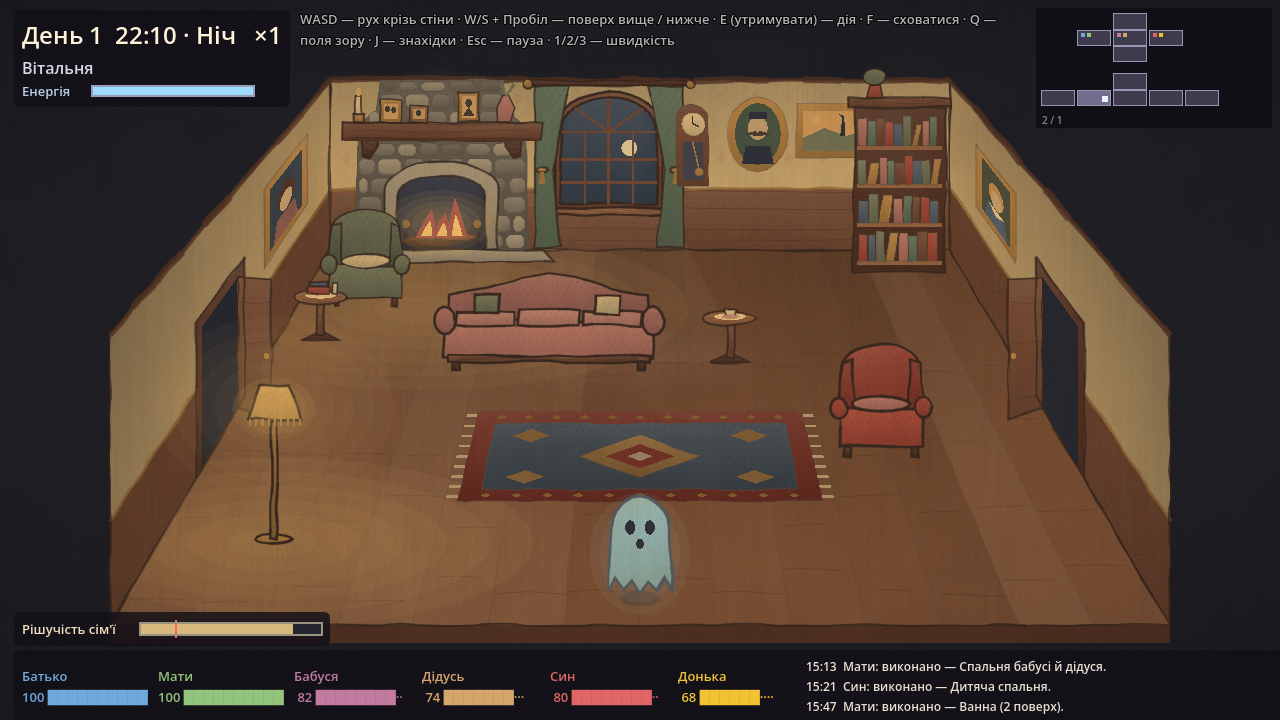 День 1 22:10 · Ніч ×1
Вітальня
Енергія
WASD — рух крізь стіни · W/S + Пробіл — поверх вище / нижче · E (утримувати) — дія · F — сховатися · Q —
поля зору · J — знахідки · Esc — пауза · 1/2/3 — швидкість
2 / 1
Рішучість сім'ї
Батько Мати Бабуся Дідусь Син Донька
100 100 82 74 80 68
15:13 Мати: виконано — Спальня бабусі й дідуся.
15:21 Син: виконано — Дитяча спальня.
15:47 Мати: виконано — Ванна (2 поверх).